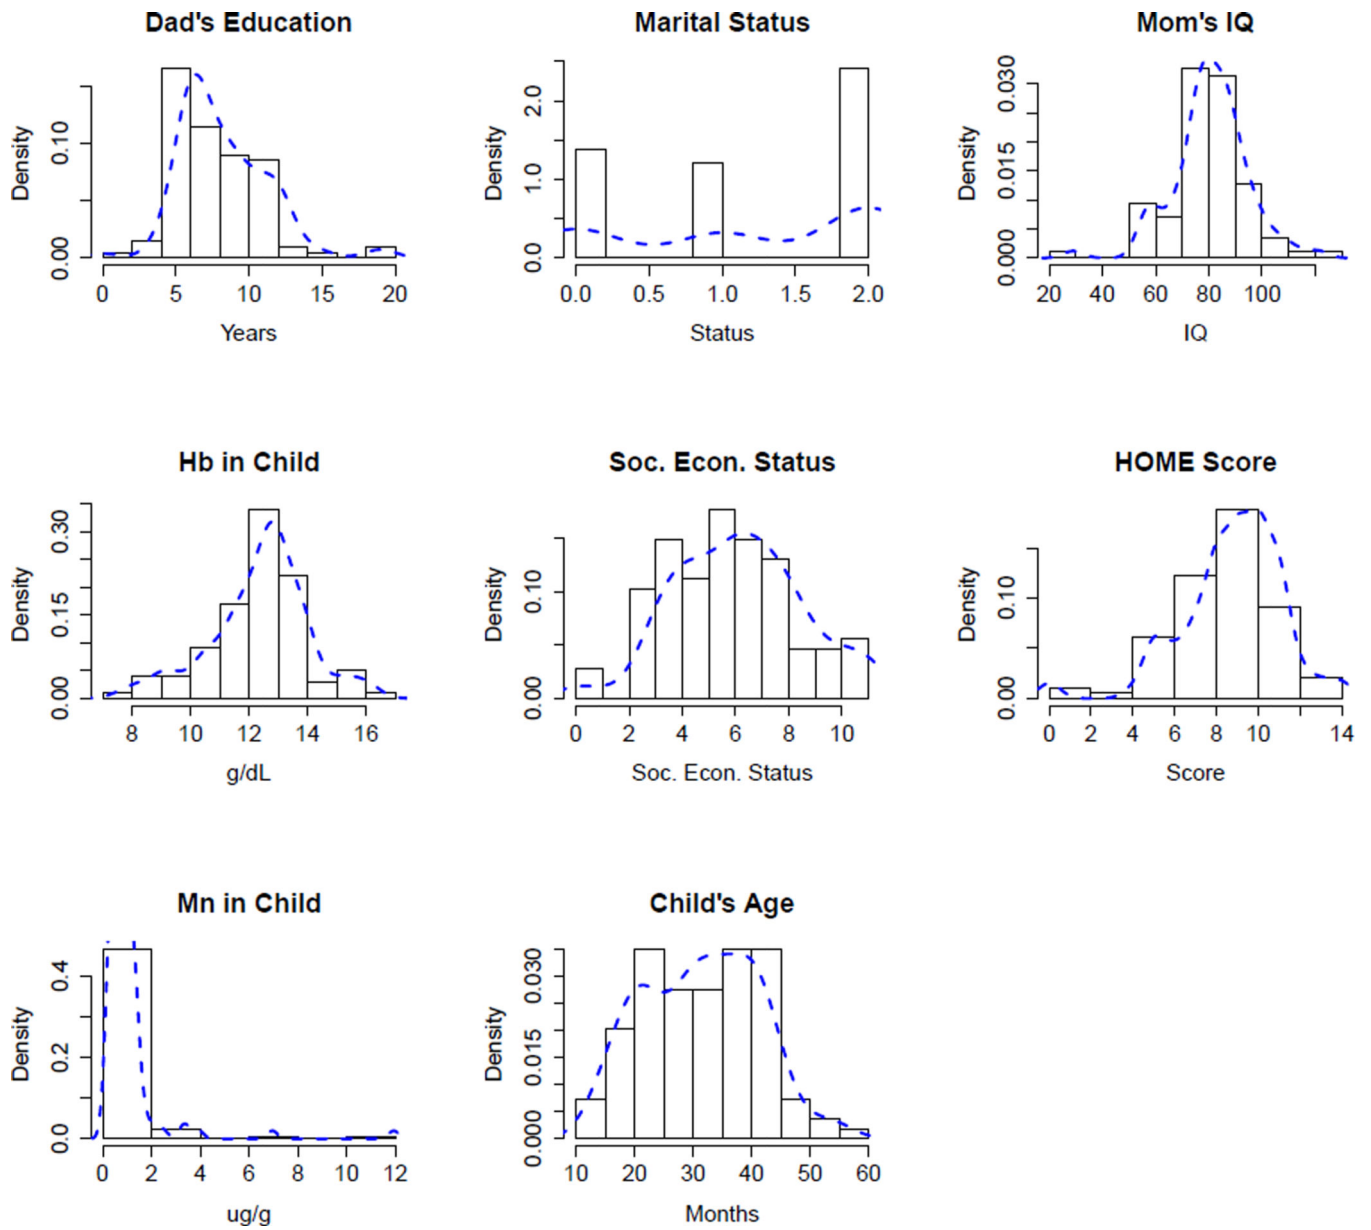 Dad's Education
Marital Status
Mom's IQ
Density
0.00
0.10
0 5 10 15 20
Years
Density
0.0
1.0
2.0
0.0 0.5 1.0 1.5 2.0
Status
Density
0.000
0.015
0.030
20 40 60 80 100
IQ
Hb in Child
Soc. Econ. Status
HOME Score
Density
0.00
0.15
0.30
8 10 12 14 16
g/dL
Density
0.00
0.10
0 2 4 6 8 10
Soc. Econ. Status
Density
0.00
0.10
0 2 4 6 8 10 14
Score
Mn in Child
Child's Age
Density
0.0
0.2
0.4
0 2 4 6 8 10 12
ug/g
Density
0.000
0.015
0.030
10 20 30 40 50 60
Months